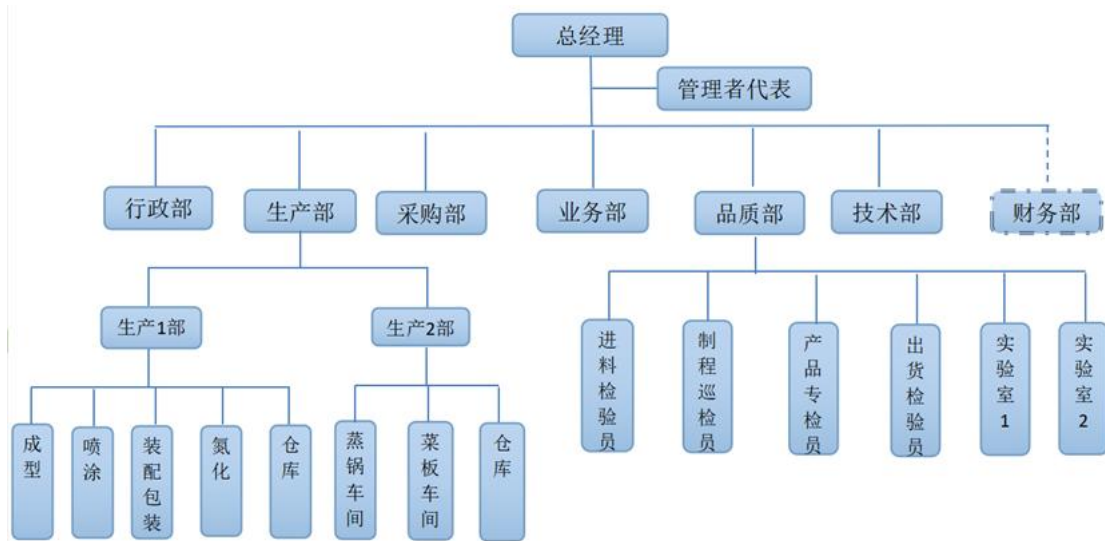 总经理
管理者代表
行政部
生产部
采购部
业务部
品质部
技术部
财务部
生产1部
生产2部
进料检验员
制程巡检员
产品专检员
出货检验员
实验室1
实验室2
成型
喷涂
装配包装
氮化
仓库
蒸锅车间
菜板车间
仓库